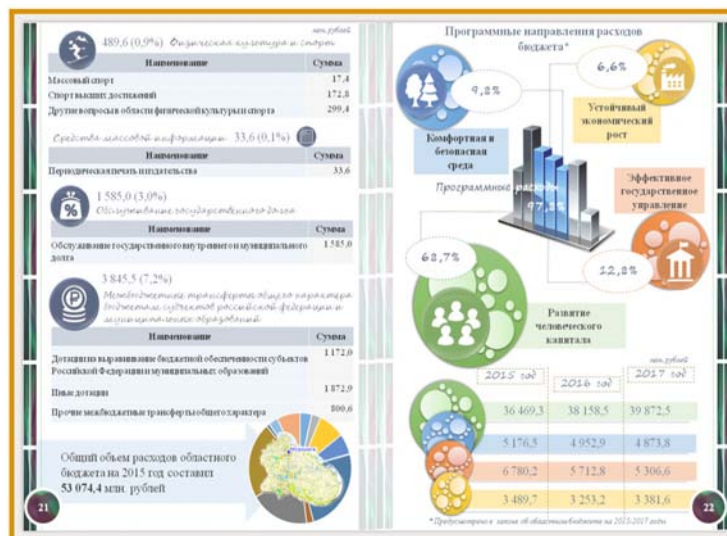 млн.рублей
489,6 (0,9%) Физическая культура и спорт
Наименование Сумма
Массовый спорт 17,4
Спорт высших достижений 172,8
Другие вопросы в области физической культуры и спорта 299,4
Средства массовой информации 33,6 (0,1%)
Наименование Сумма
Периодическая печать и издательства 33,6
1 585,0 (3,0%)
Обслуживание государственного долга
Наименование Сумма
Обслуживание государственного внутреннего и муниципального 1 585,0
долга
3 845,5 (7,2%)
Межбюджетные трансферты общего характера
бюджетам субъектов российской федерации и
муниципальных образований
Наименование Сумма
Дотации на выравнивание бюджетной обеспеченности субъектов 1 172,0
Российской Федерации и муниципальных образований
Иные дотации 1 872,9
Прочие межбюджетные трансферты общего характера 800,6
Общий объем расходов областного
бюджета на 2015 год составил
53 074,4 млн. рублей
21
Программные направления расходов
бюджета*
9,2%
6,6%
Устойчивый
экономический
рост
Комфортная и
безопасная
среда
Программные расходы
97,8%
Эффективное
государственное
управление
68,7%
12,8%
Развитие
человеческого
капитала
млн.рублей
2015 год 2016 год 2017 год
36 469,3 38 158,5 39 872,5
5 176,5 4 952,9 4 873,8
6 780,2 5 712,8 5 306,6
3 489,7 3 253,2 3 381,6
*Предусмотрено в законе об областном бюджете на 2015-2017 годы
22